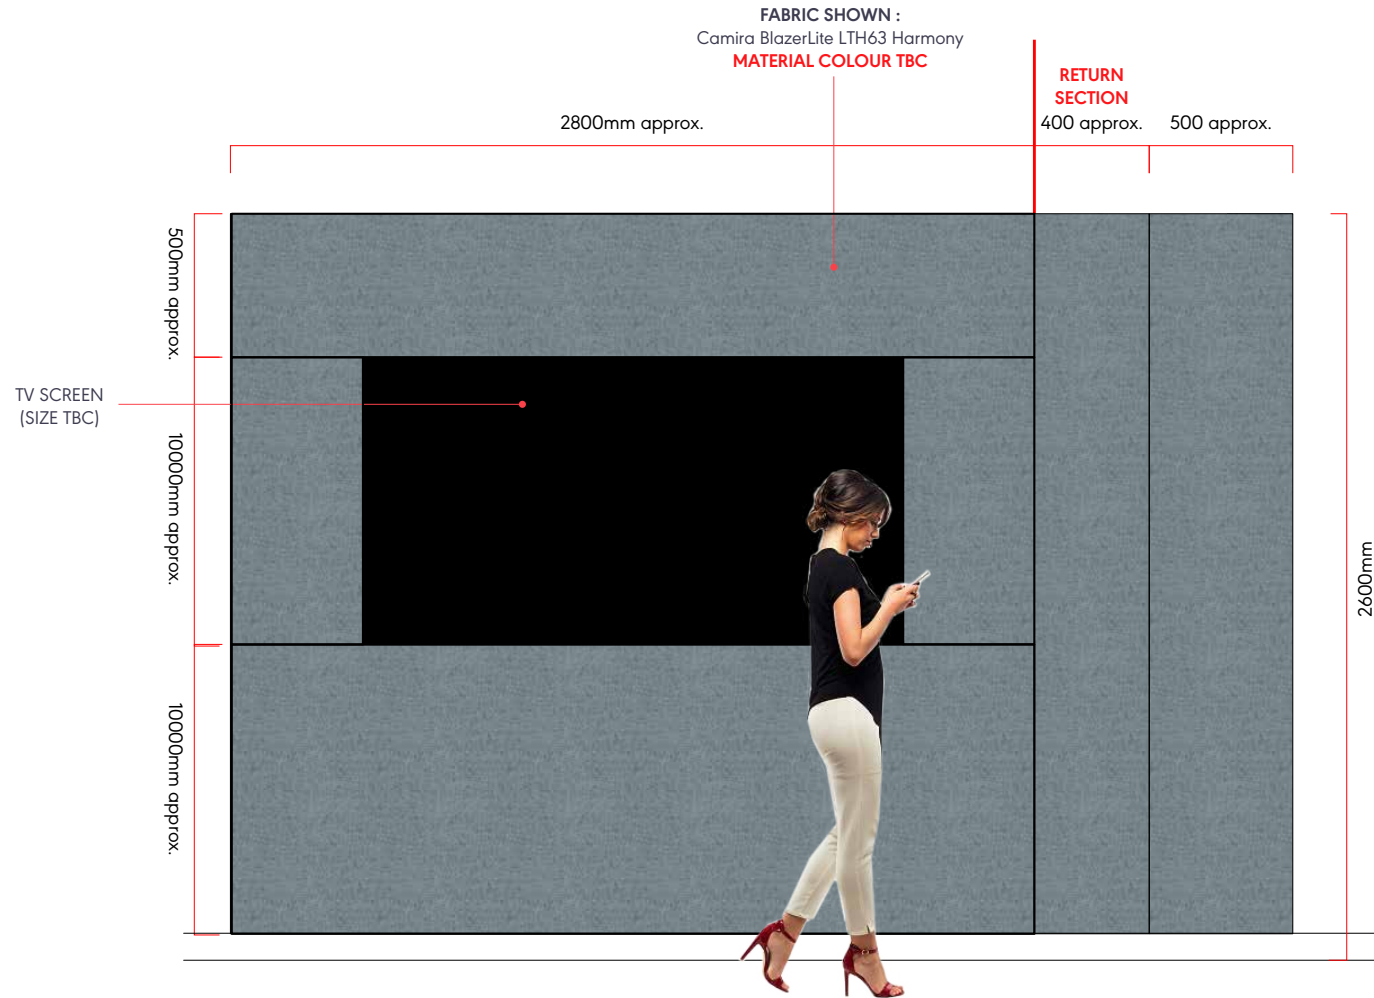 FABRIC SHOWN :
Camira BlazerLite LTH63 Harmony
MATERIAL COLOUR TBC
RETURN
SECTION
2800mm approx.
400 approx.
500 approx.
500mm approx.
TV SCREEN
(SIZE TBC)
10000mm approx.
10000mm approx.
2600mm